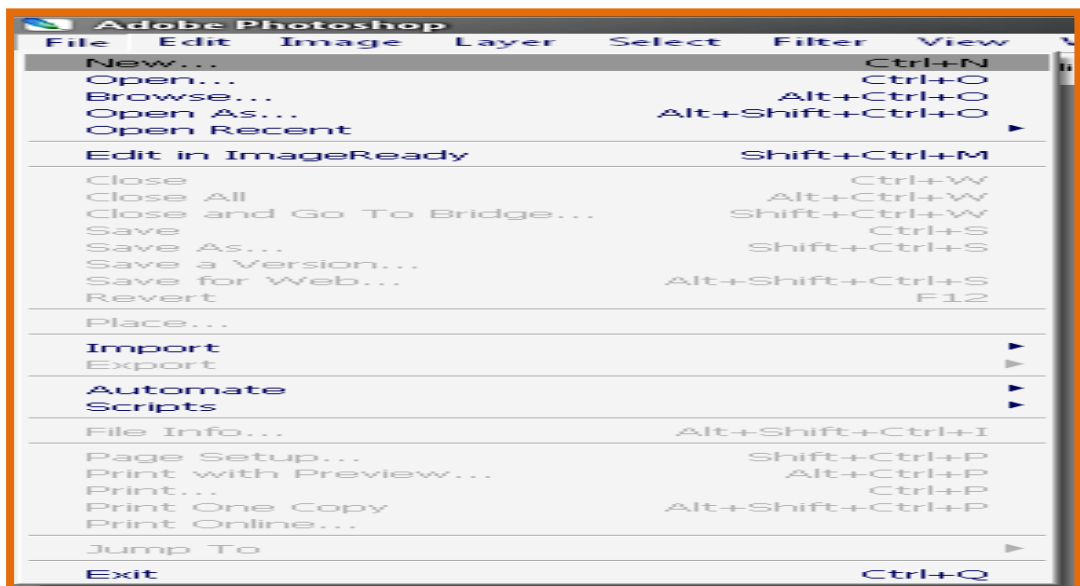 Adobe Photoshop
File Edit Image Layer Select Filter View
New... Ctrl+N
Open... Ctrl+O
Browse... Alt+Ctrl+O
Open As... Alt+Shift+Ctrl+O
Open Recent
Edit in ImageReady Shift+Ctrl+M
Close Ctrl+W
Close All Alt+Ctrl+W
Close and Go To Bridge... Shift+Ctrl+W
Save Ctrl+S
Save As... Shift+Ctrl+S
Save a Version...
Save for Web... Alt+Shift+Ctrl+S
Revert F12
Place...
Import
Export
Automate
Scripts
File Info... Alt+Shift+Ctrl+I
Page Setup... Shift+Ctrl+P
Print with Preview... Alt+Ctrl+P
Print... Ctrl+P
Print One Copy Alt+Shift+Ctrl+P
Print Online...
Jump To
Exit Ctrl+Q